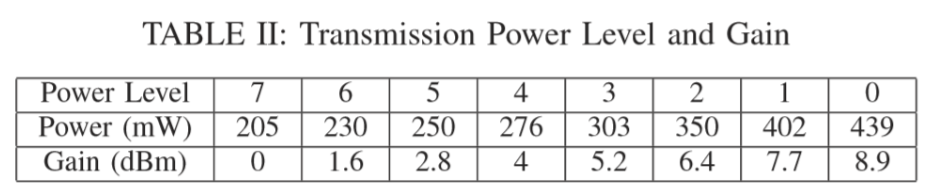 TABLE II: Transmission Power Level and Gain
Power Level 7 6 5 4 3 2 1 0
Power (mW) 205 230 250 276 303 350 402 439
Gain (dBm) 0 1.6 2.8 4 5.2 6.4 7.7 8.9